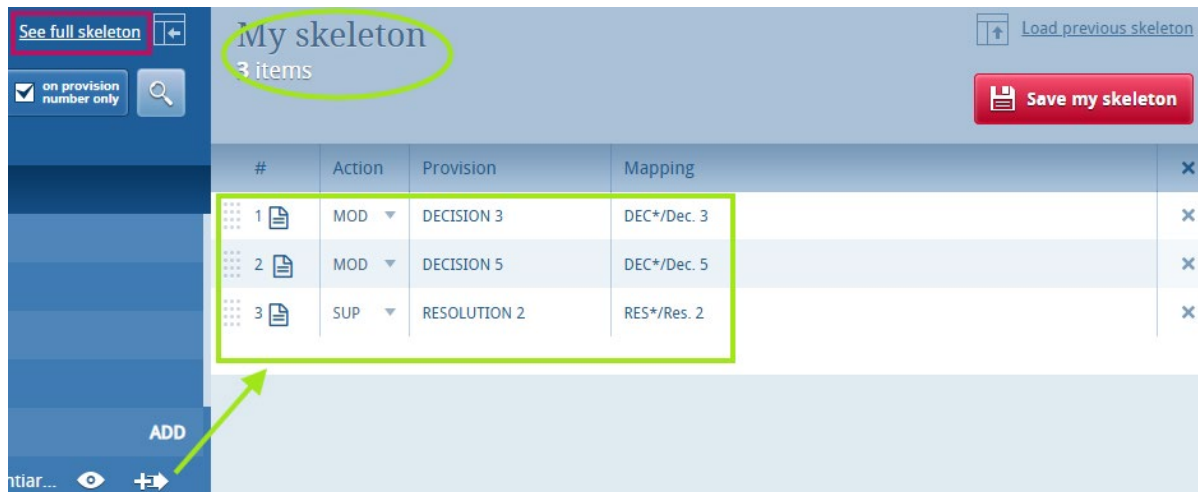 See full skeleton
on provision
number only
ADD
ntiar...
My skeleton
3 items
Load previous skeleton
Save my skeleton
# Action Provision Mapping
1 MOD DECISION 3 DEC*/Dec. 3
2 MOD DECISION 5 DEC*/Dec. 5
3 SUP RESOLUTION 2 RES*/Res. 2